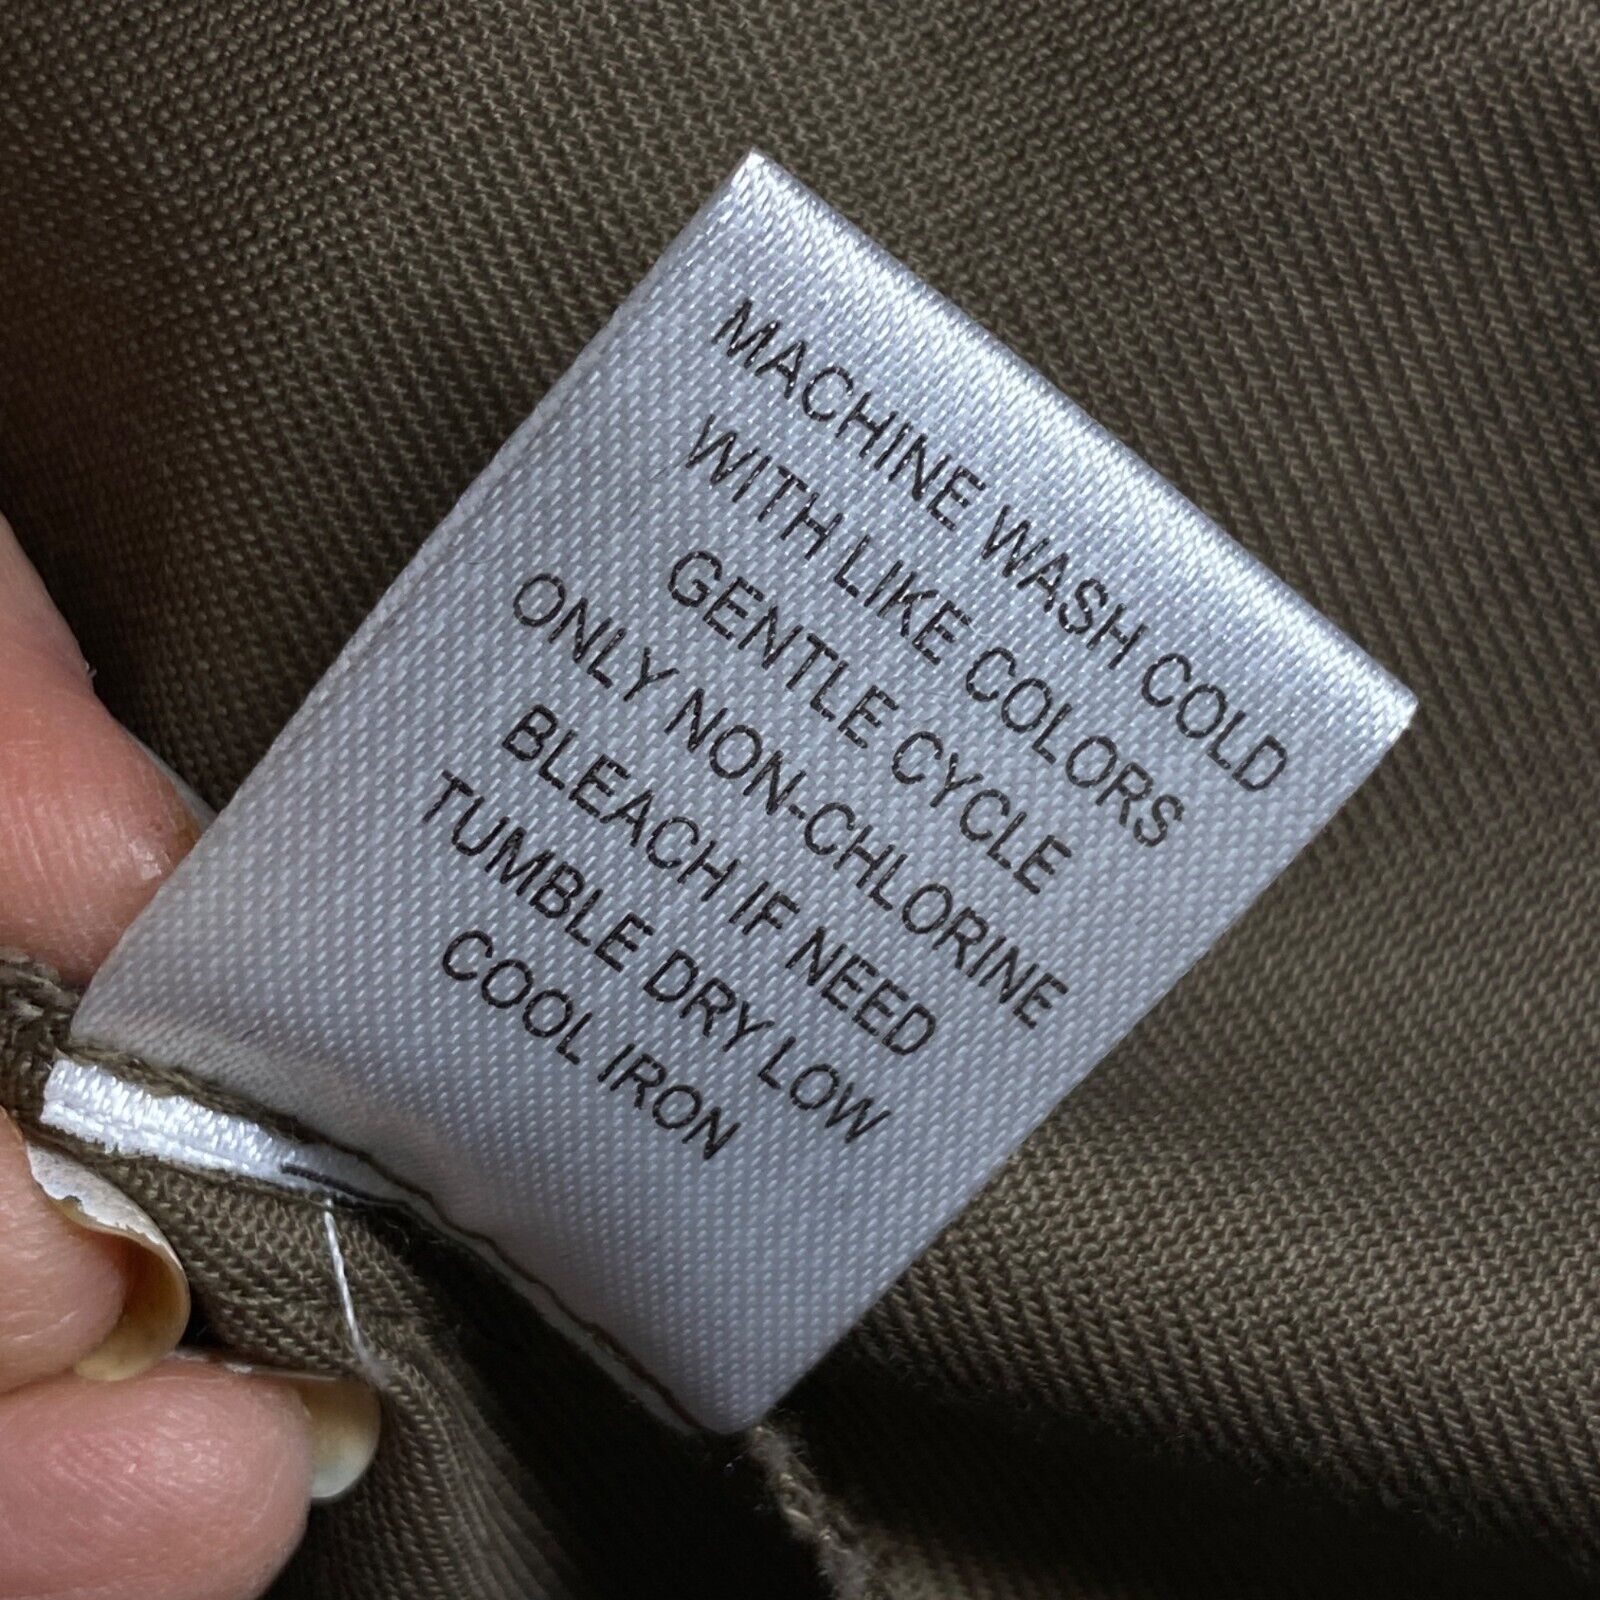 MACHINE WASH COLD
WITH LIKE COLORS
GENTLE CYCLE
ONLY NON-CHLORINE
BLEACH IF NEED
TUMBLE DRY LOW
COOL IRON